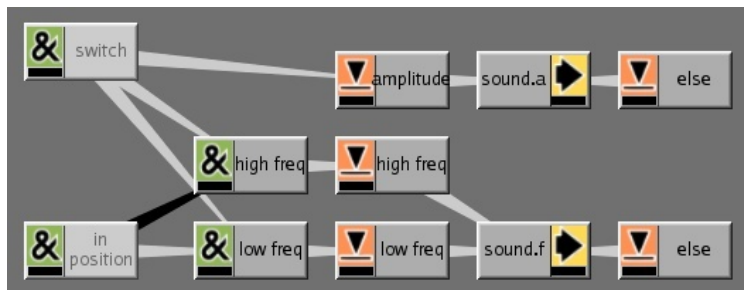 & switch
amplitude
sound.a
else
& high freq
high freq
& in
position
& low freq
low freq
sound.f
else